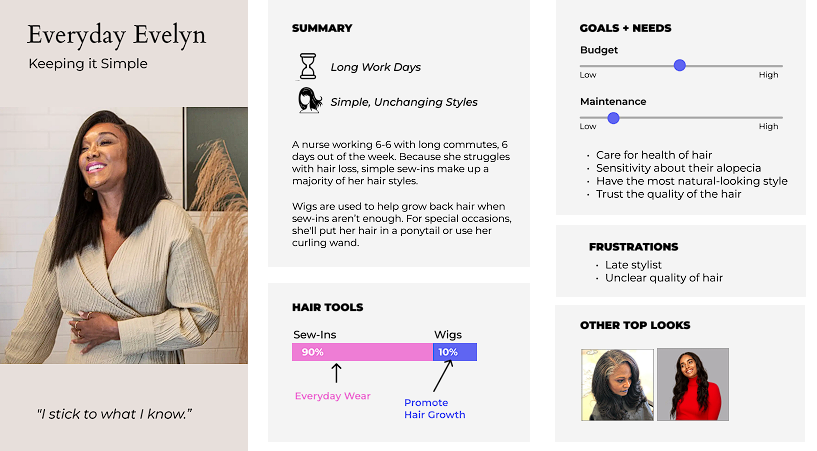 Everyday Evelyn
Keeping it Simple
"I stick to what I know."
SUMMARY
Long Work Days
Simple, Unchanging Styles
A nurse working 6-6 with long commutes, 6
days out of the week. Because she struggles
with hair loss, simple sew-ins make up a
majority of her hair styles.
Wigs are used to help grow back hair when
sew-ins aren't enough. For special occasions,
she'll put her hair in a ponytail or use her
curling wand.
HAIR TOOLS
Sew-Ins
Wigs
90%
10%
Everyday Wear
Promote
Hair Growth
GOALS + NEEDS
Budget
Low
High
Maintenance
Low
High
• Care for health of hair
• Sensitivity about their alopecia
• Have the most natural-looking style
• Trust the quality of the hair
FRUSTRATIONS
• Late stylist
• Unclear quality of hair
OTHER TOP LOOKS